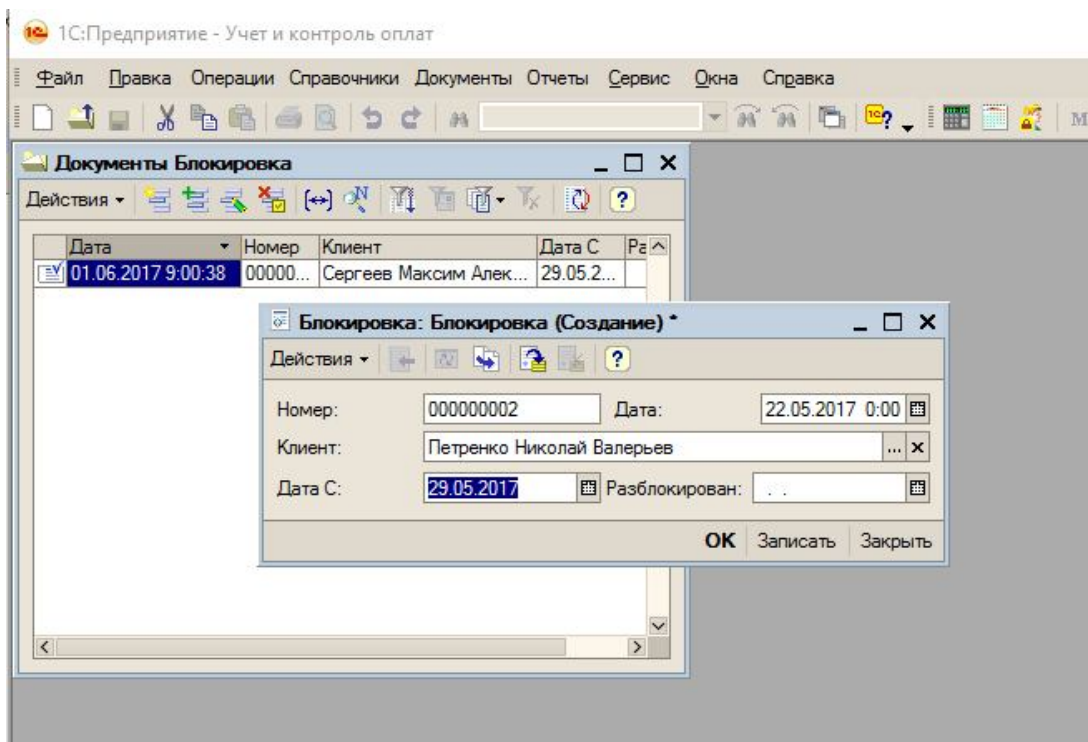 1С:Предприятие - Учет и контроль оплат
Файл Правка Операции Справочники Документы Отчеты Сервис Окна Справка
М
Документы Блокировка
Действия
Дата Номер Клиент Дата С Ра
01.06.2017 9:00:38 00000... Сергеев Максим Алек... 29.05.2...
Блокировка: Блокировка (Создание) *
Действия
Номер: 000000002 Дата: 22.05.2017 0:00
Клиент: Петренко Николай Валерьев ... x
Дата С: 29.05.2017 Разблокирован: . .
ОК Записать Закрыть